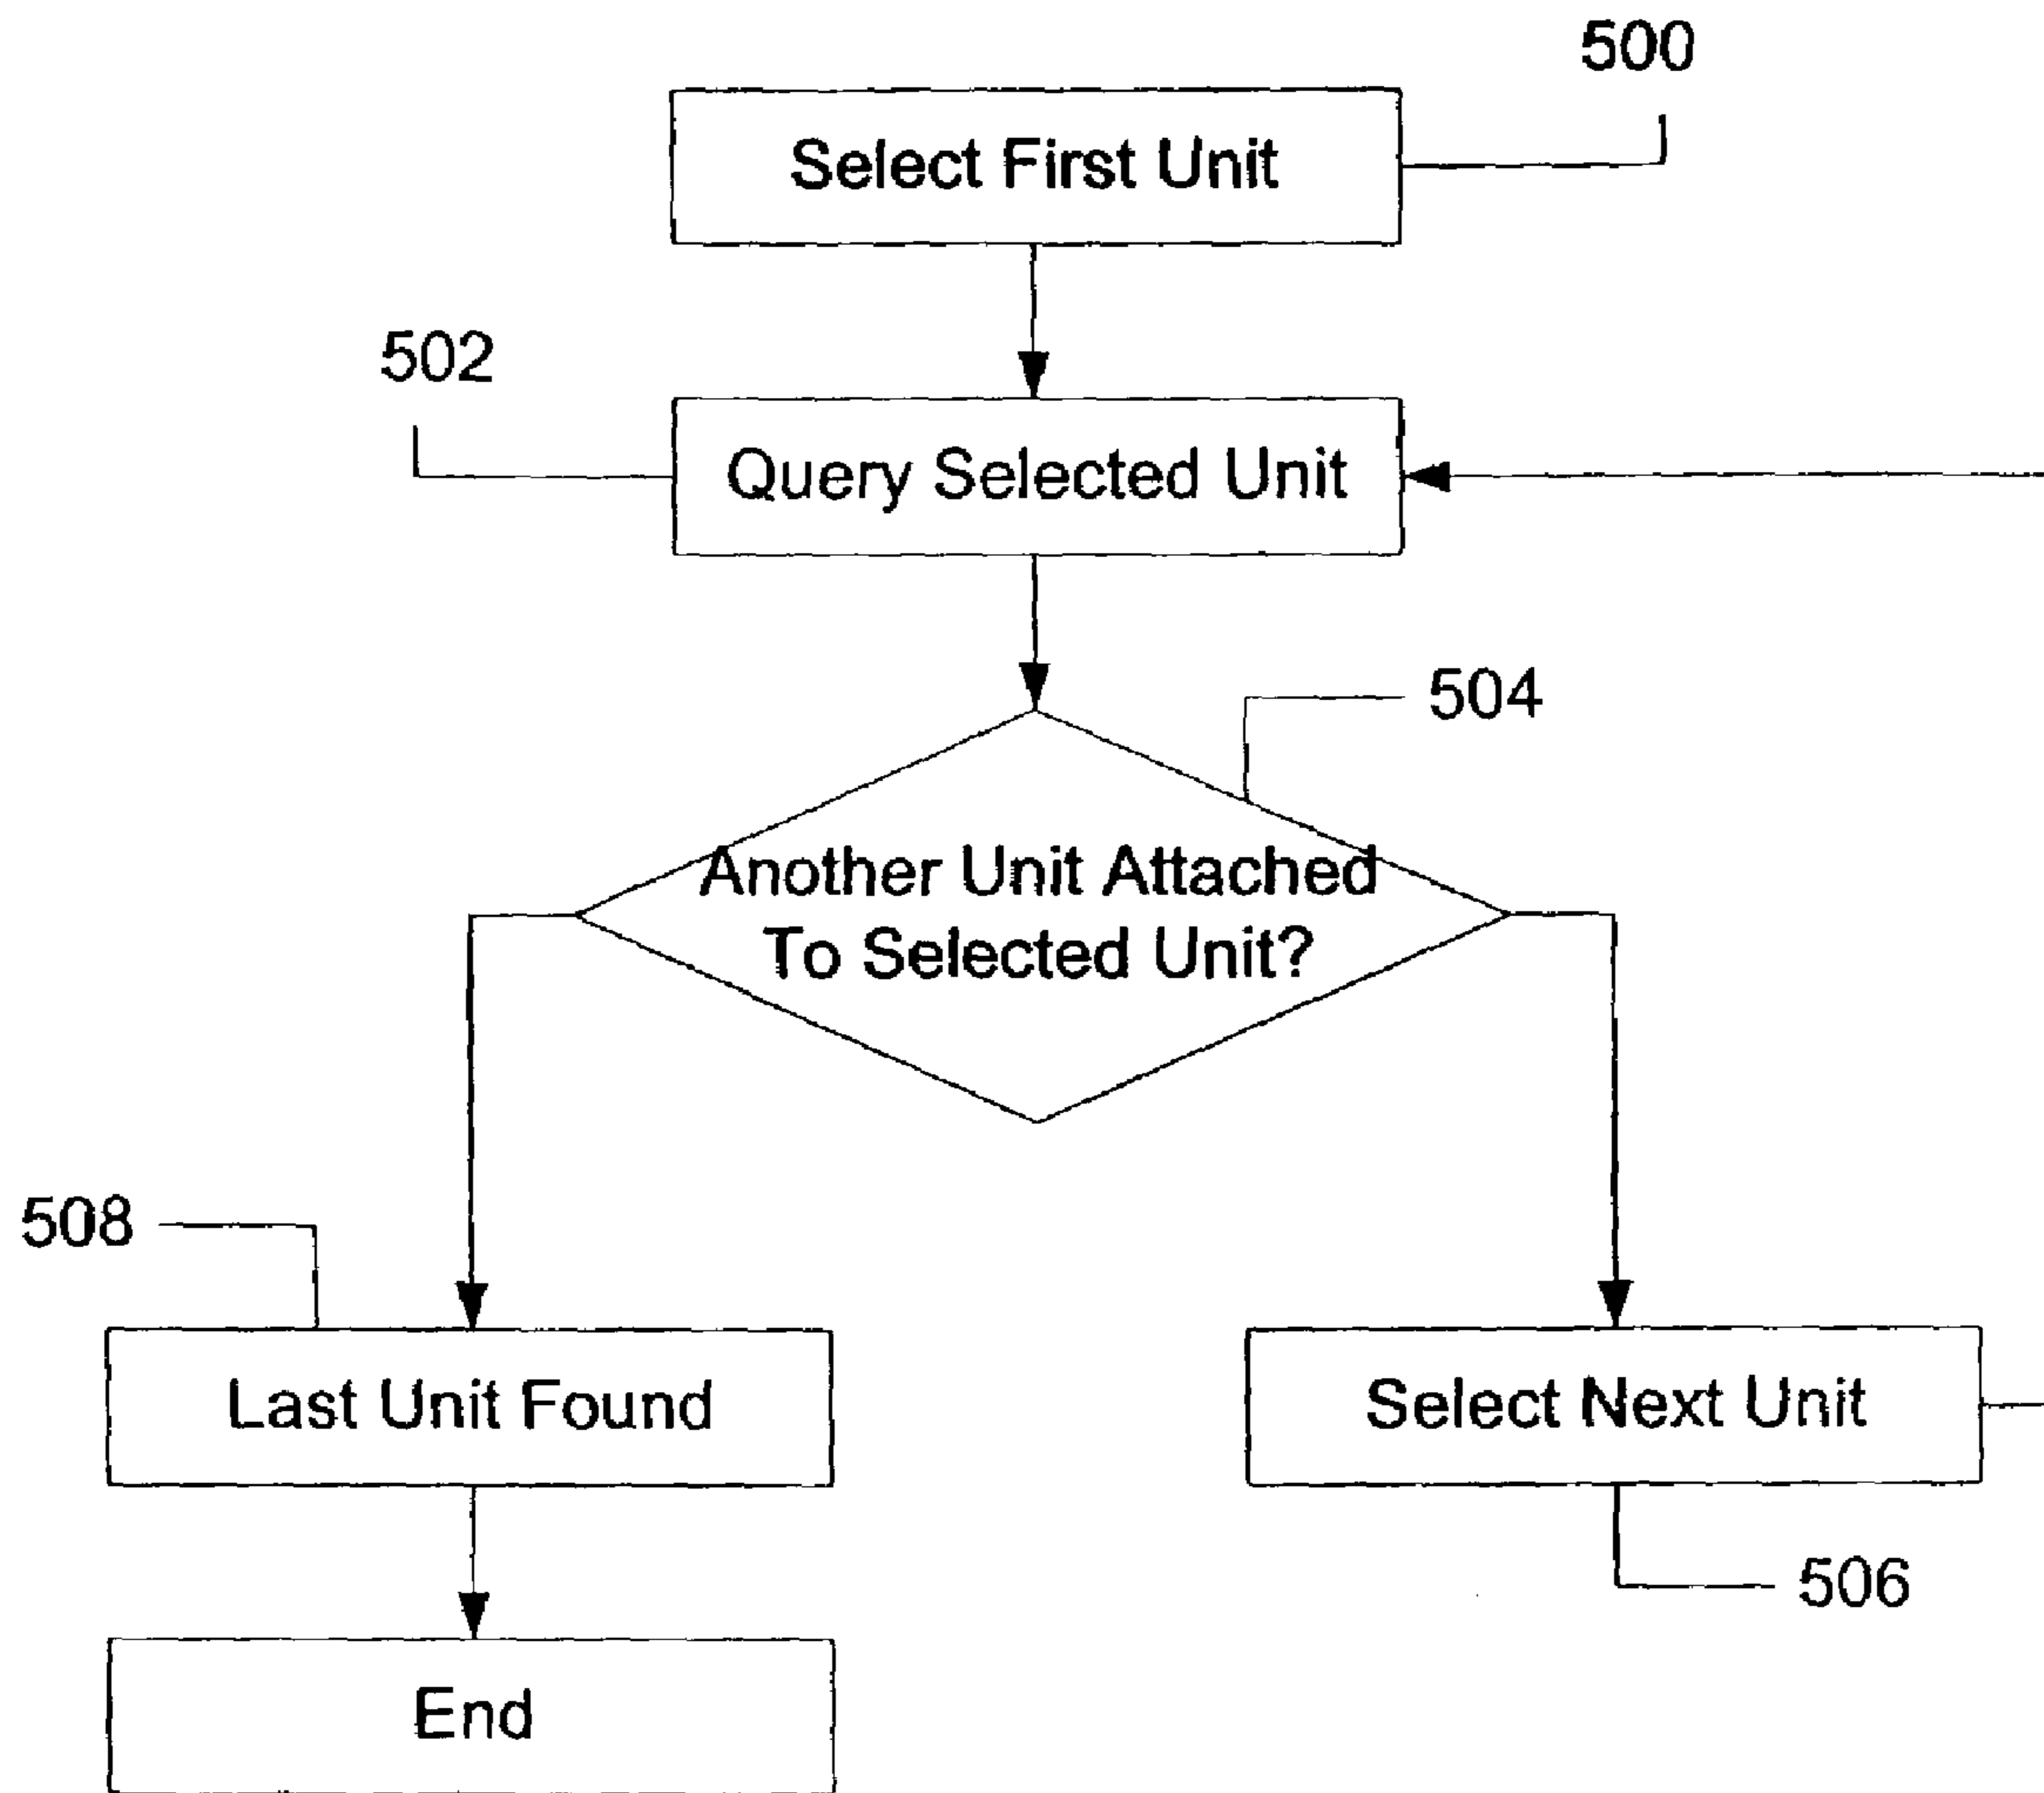 500
Select First Unit
502
Query Selected Unit
504
Another Unit Attached
To Selected Unit?
508
Last Unit Found
Select Next Unit
506
End